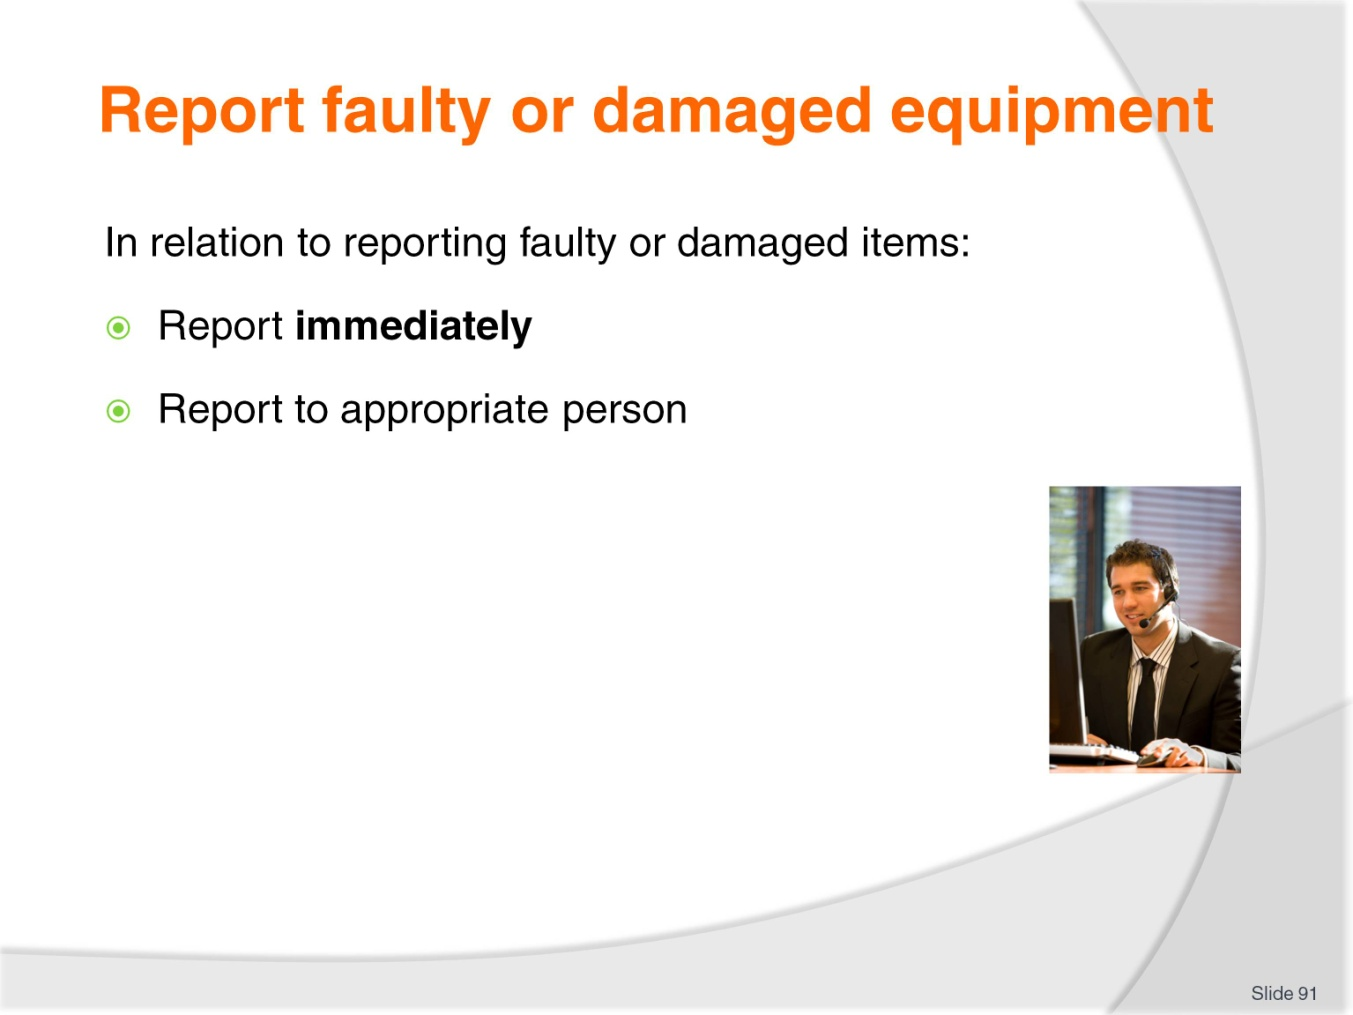 Report faulty or damaged equipment
In relation to reporting faulty or damaged items:
Report immediately
Report to appropriate person
Slide 91